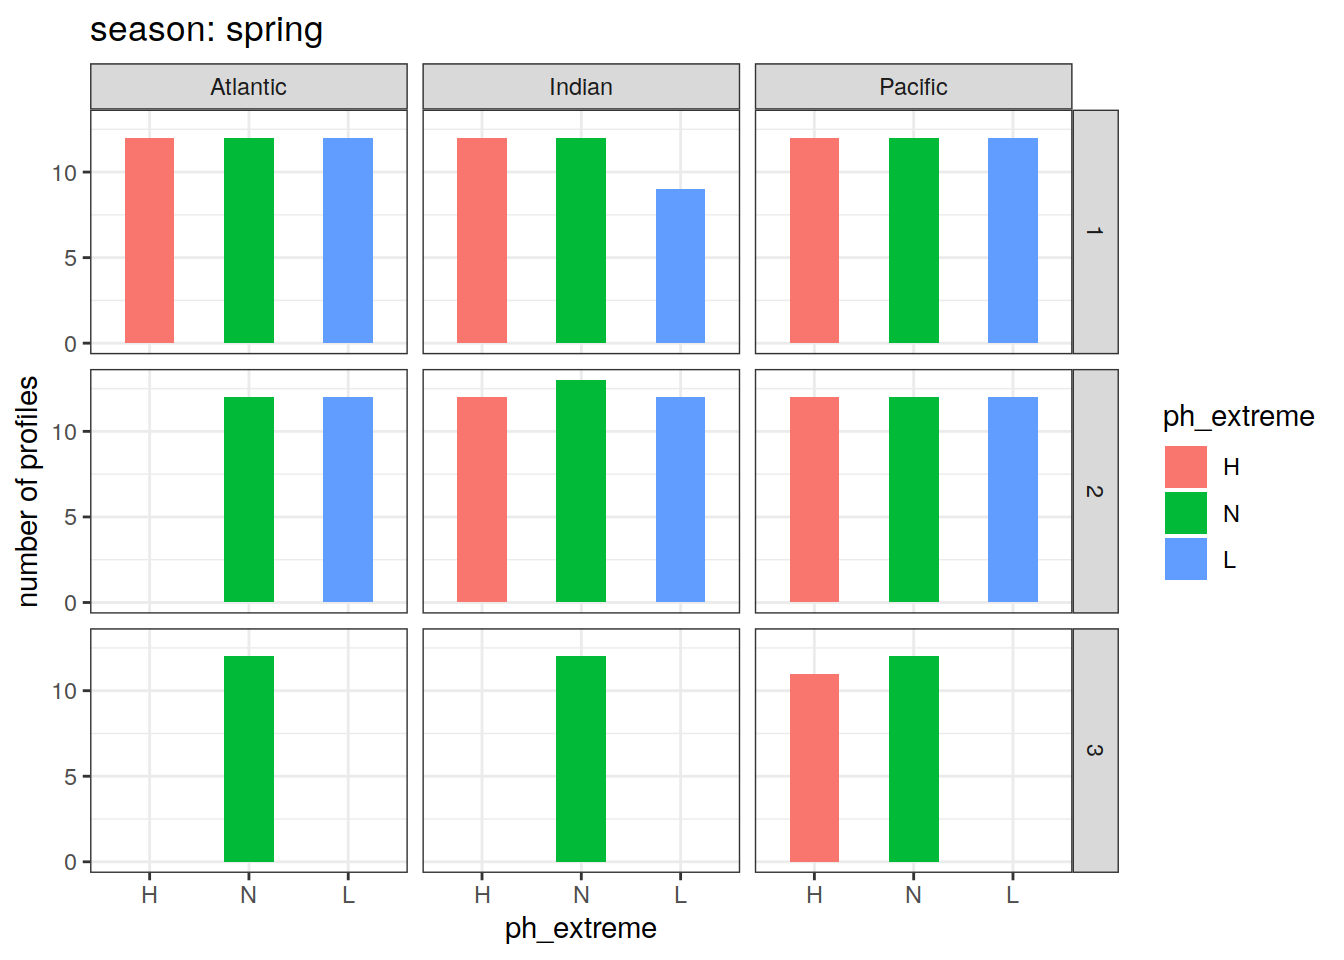 season: spring
Atlantic Indian Pacific
10
5
0
1
10
5
0
2
10
5
0
3
H N L H N L H N L
ph_extreme
number of profiles
ph_extreme
H
N
L